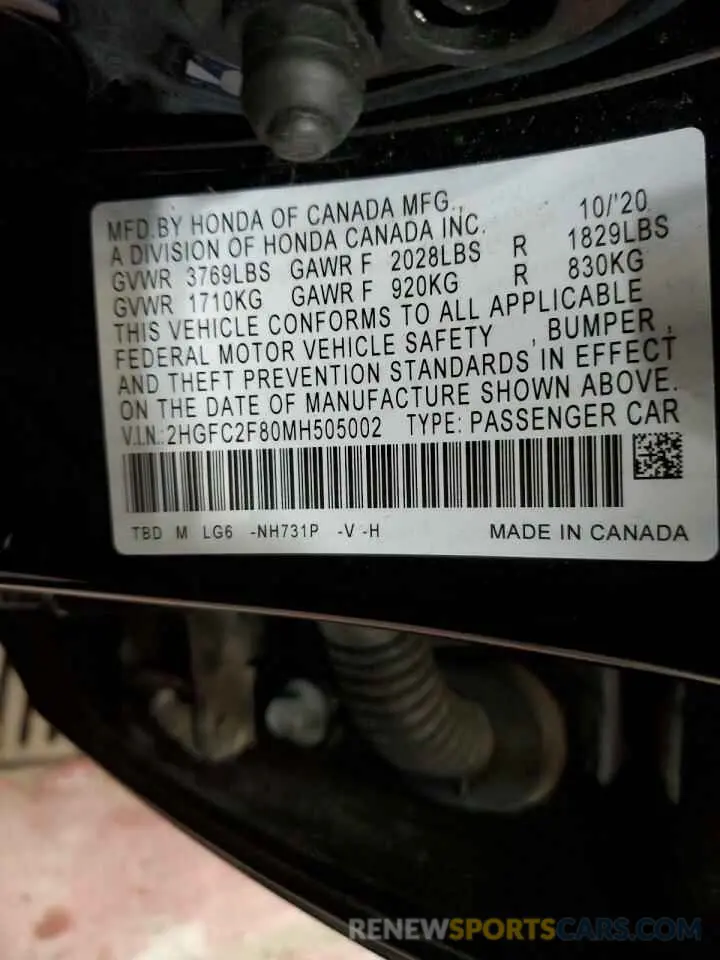 MFD.BY HONDA OF CANADA MFG., 10/'20
A DIVISION OF HONDA CANADA INC.
GVWR 3769LBS GAWR F 2028LBS R 1829LBS
GVWR 1710KG GAWR F 920KG R 830KG
THIS VEHICLE CONFORMS TO ALL APPLICABLE
FEDERAL MOTOR VEHICLE SAFETY , BUMPER ,
AND THEFT PREVENTION STANDARDS IN EFFECT
ON THE DATE OF MANUFACTURE SHOWN ABOVE.
V.I.N.:2HGFC2F80MH505002 TYPE: PASSENGER CAR
TBD M LG6 -NH731P -V -H MADE IN CANADA
RENEWSPORTSCARS.COM